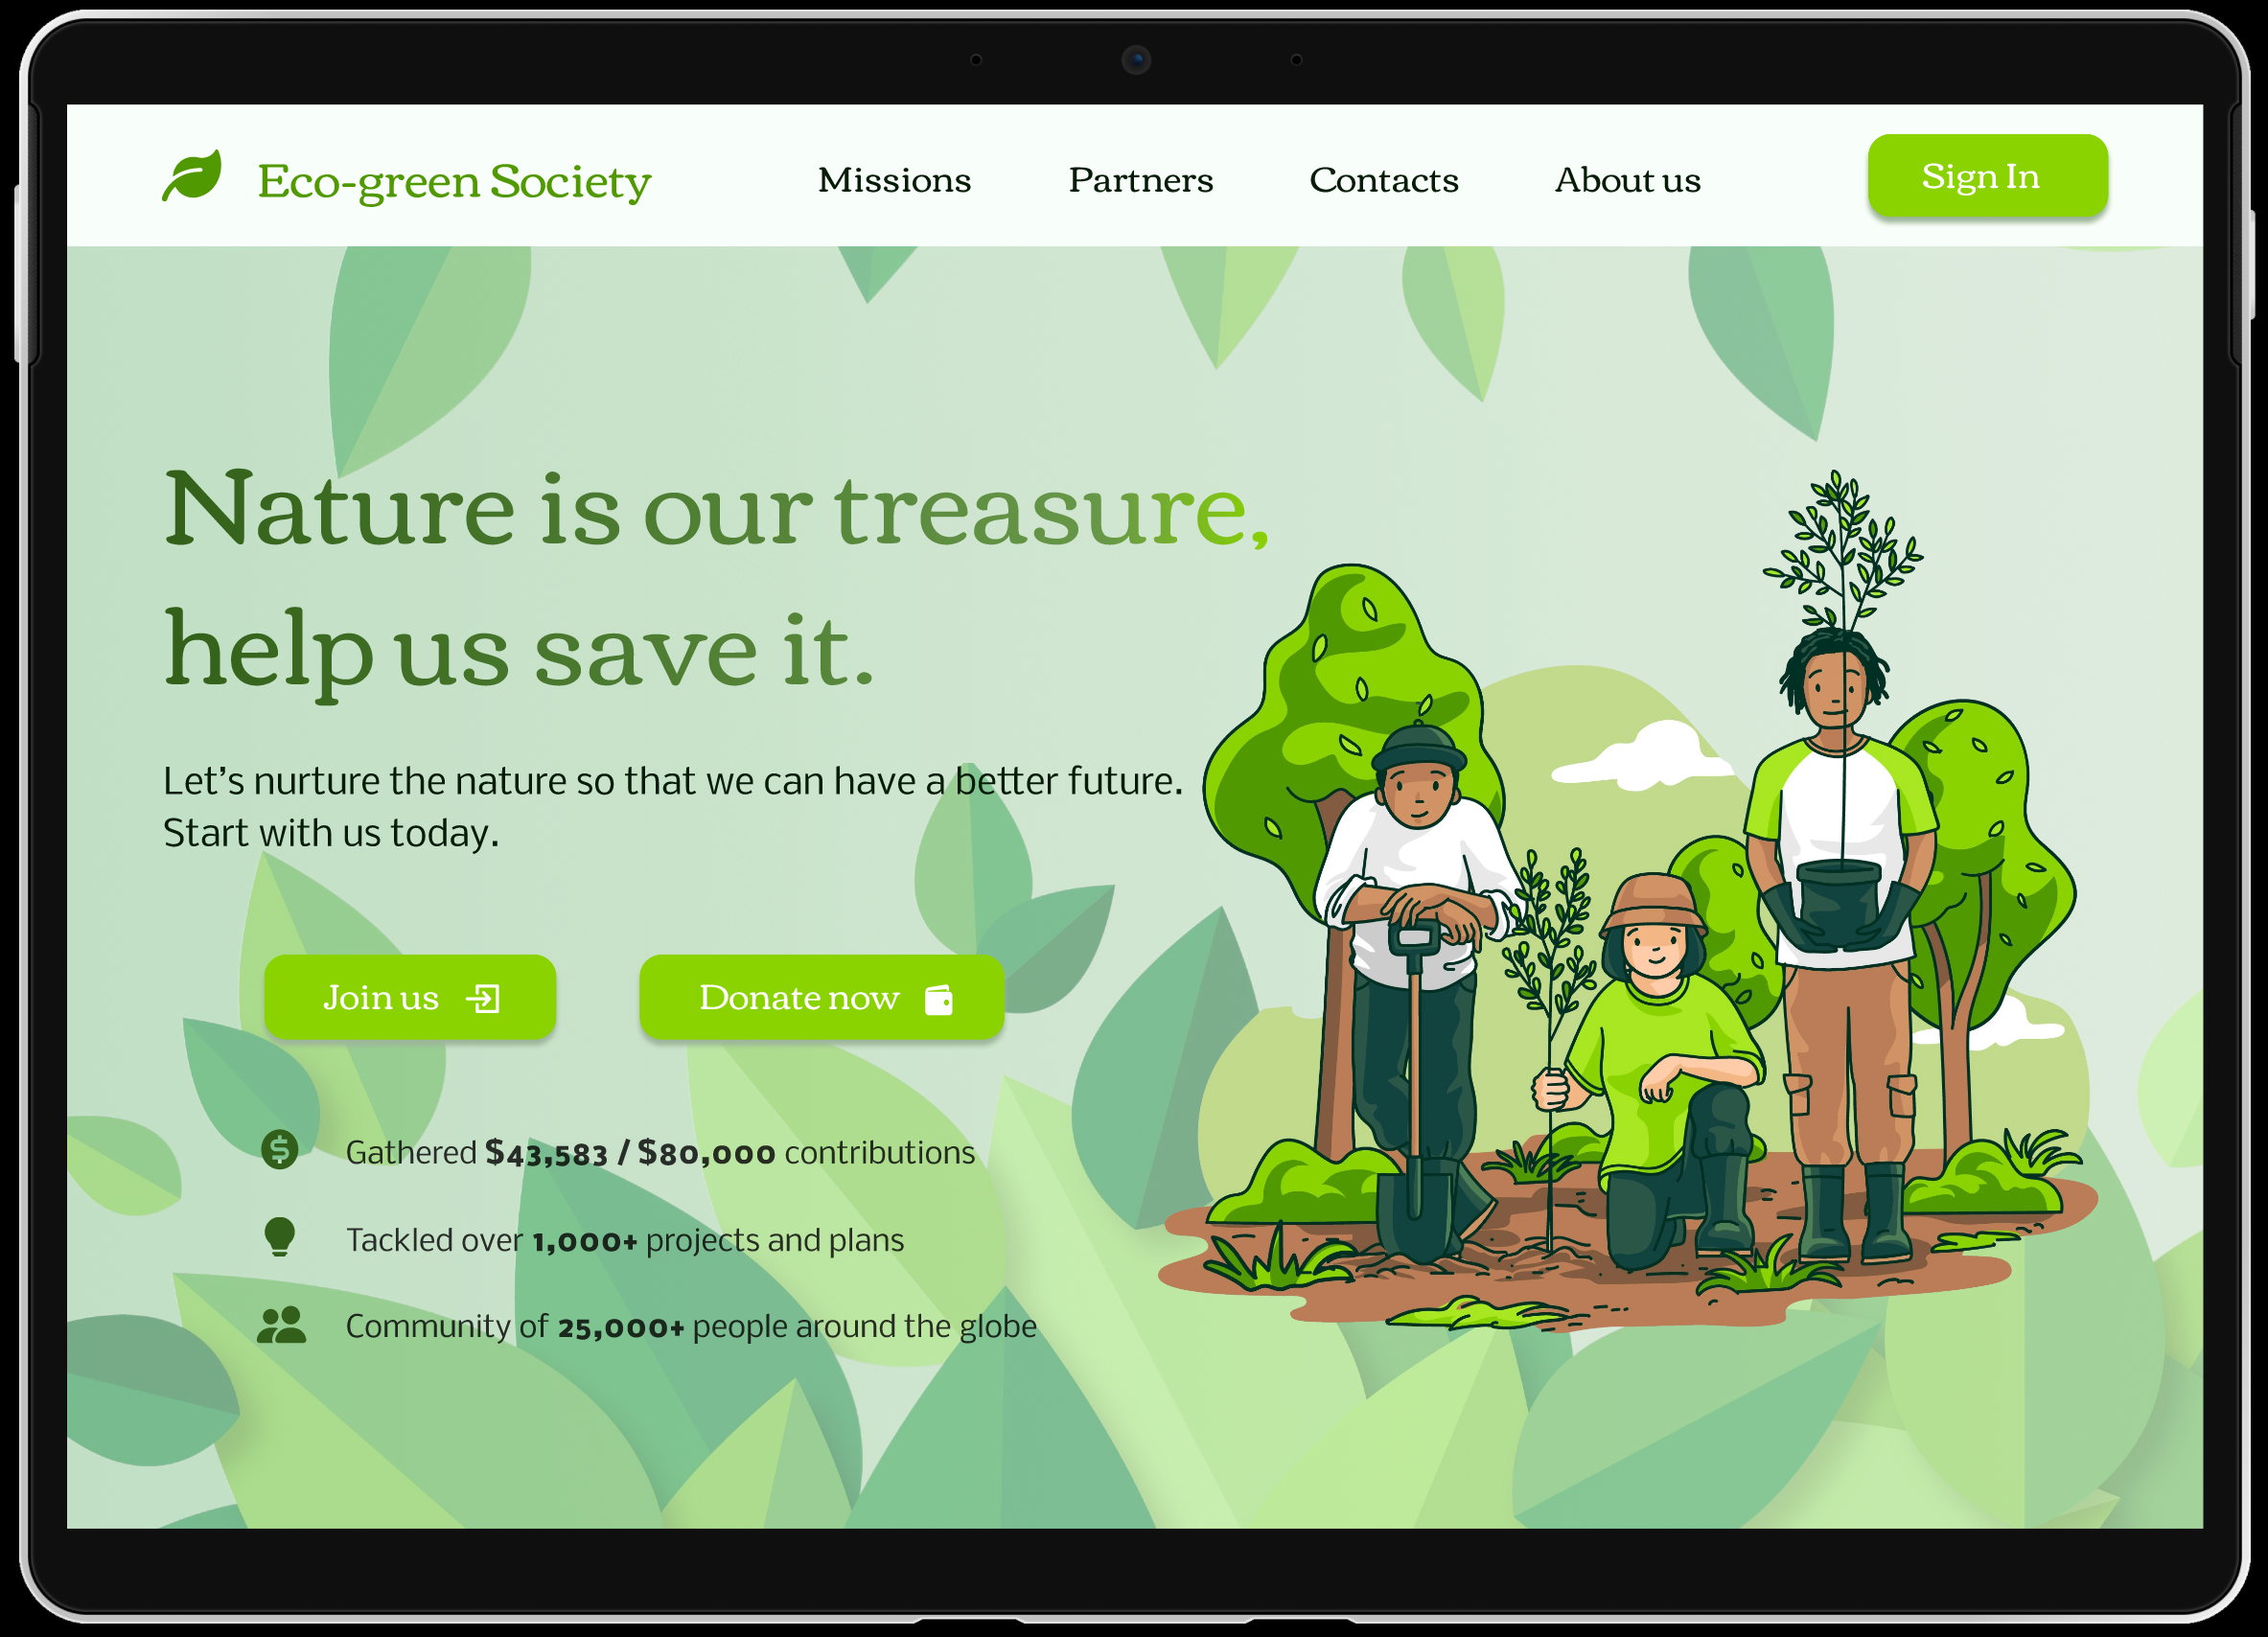 Eco-green Society
Missions
Partners
Contacts
About us
Sign In
Nature is our treasure,
help us save it.
Let’s nurture the nature so that we can have a better future.
Start with us today.
Join us
Donate now
Gathered $43,583 / $80,000 contributions
Tackled over 1,000+ projects and plans
Community of 25,000+ people around the globe